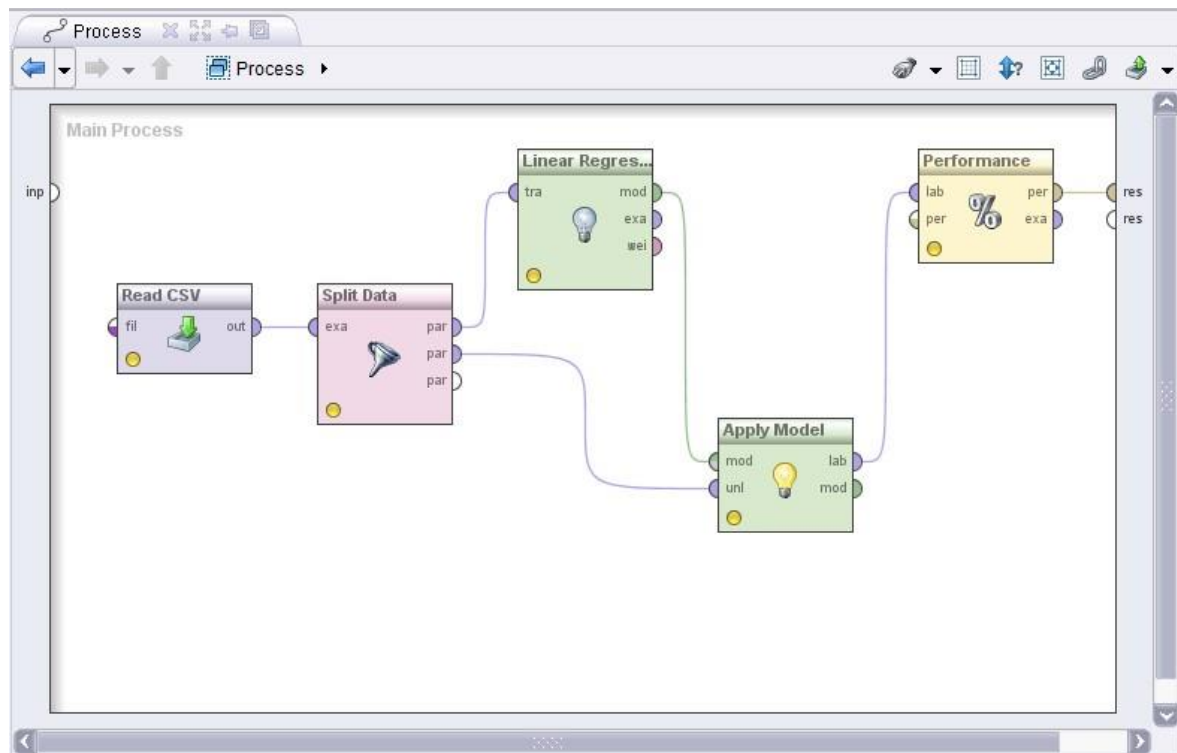 Process
Process
Main Process
inp
Linear Regres...
tra mod
exa
wei
Performance
lab per
per exa
res
res
Read CSV
fil out
Split Data
exa par
par
par
Apply Model
mod lab
unl mod